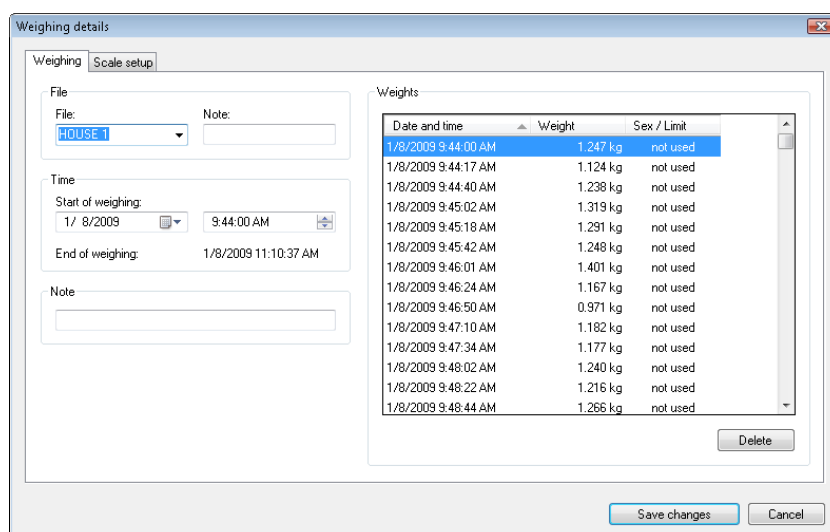 Weighing details
Weighing Scale setup
File
File: Note:
HOUSE 1
Time
Start of weighing:
1/ 8/2009 9:44:00 AM
End of weighing: 1/8/2009 11:10:37 AM
Note
Weights
Date and time Weight Sex / Limit
1/8/2009 9:44:00 AM 1.247 kg not used
1/8/2009 9:44:17 AM 1.124 kg not used
1/8/2009 9:44:40 AM 1.238 kg not used
1/8/2009 9:45:02 AM 1.319 kg not used
1/8/2009 9:45:18 AM 1.291 kg not used
1/8/2009 9:45:42 AM 1.248 kg not used
1/8/2009 9:46:01 AM 1.401 kg not used
1/8/2009 9:46:24 AM 1.167 kg not used
1/8/2009 9:46:50 AM 0.971 kg not used
1/8/2009 9:47:10 AM 1.182 kg not used
1/8/2009 9:47:34 AM 1.177 kg not used
1/8/2009 9:48:02 AM 1.240 kg not used
1/8/2009 9:48:22 AM 1.216 kg not used
1/8/2009 9:48:44 AM 1.266 kg not used
Delete
Save changes Cancel